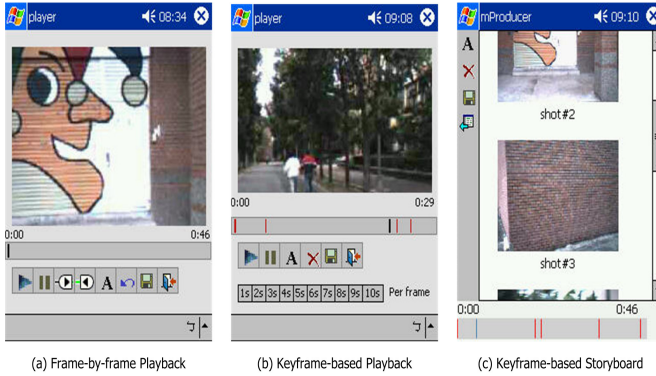 player 08:34
0:00 0:46
A
(a) Frame-by-frame Playback
player 09:08
0:00 0:29
A
1s 2s 3s 4s 5s 6s 7s 8s 9s 10s Per frame
(b) Keyframe-based Playback
mProducer 09:10
A
shot#2
shot#3
0:00 0:46
(c) Keyframe-based Storyboard